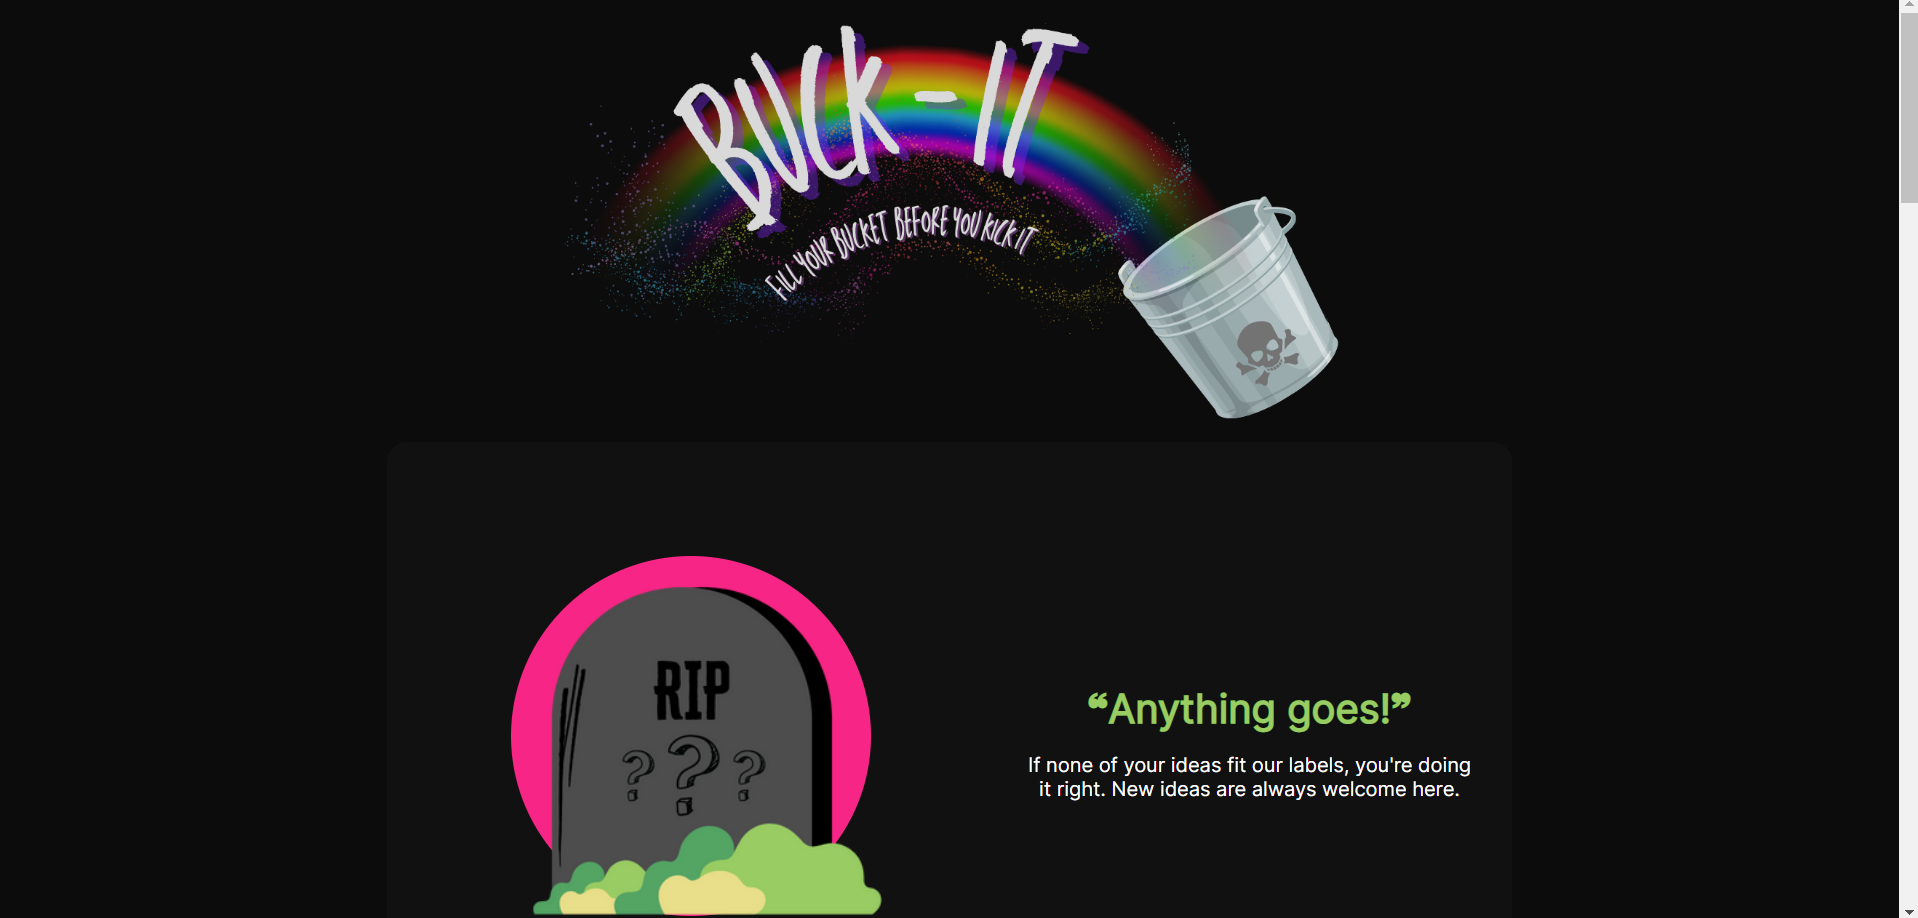 BUCK-IT
FILL YOUR BUCKET BEFORE YOU KICK IT
RIP
? ? ?
❝Anything goes!❞
If none of your ideas fit our labels, you're doing
it right. New ideas are always welcome here.